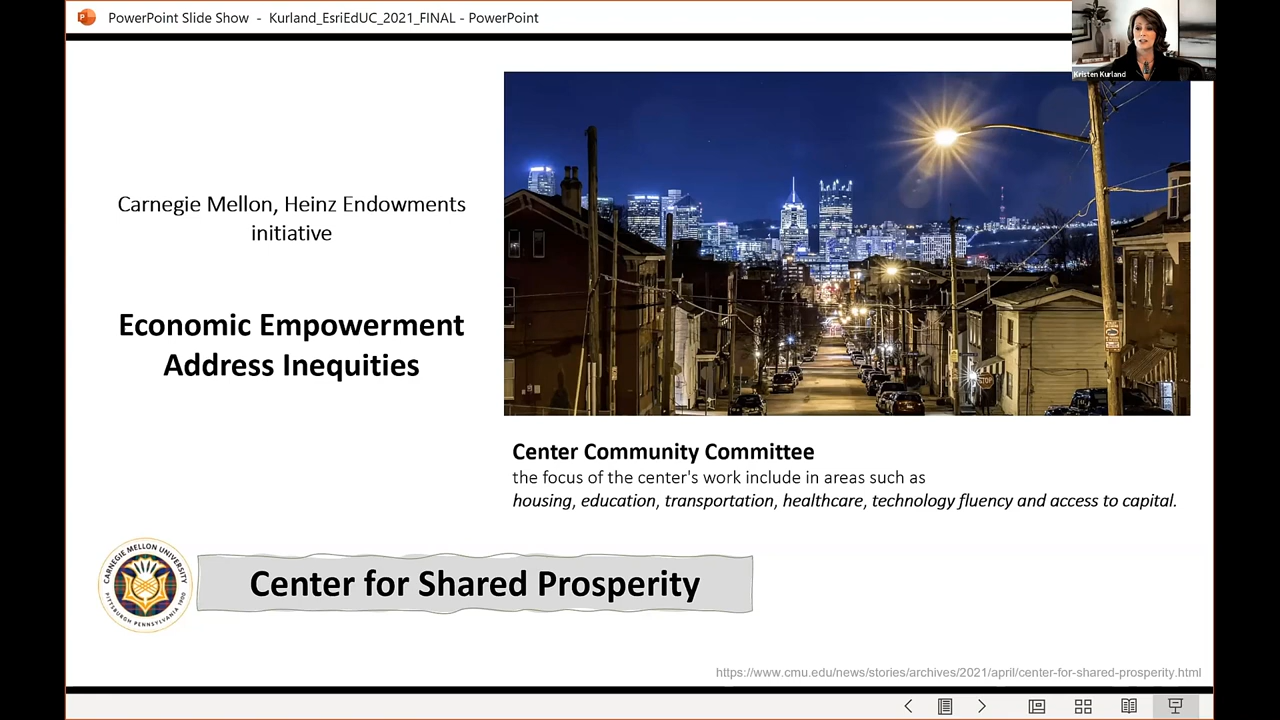 PowerPoint Slide Show - Kurland_EsriEdUC_2021_FINAL - PowerPoint
Kristen Kurland
Carnegie Mellon, Heinz Endowments
initiative
Economic Empowerment
Address Inequities
STOP
Center Community Committee
the focus of the center's work include in areas such as
housing, education, transportation, healthcare, technology fluency and access to capital.
CARNEGIE MELLON UNIVERSITY
PITTSBURGH PENNSYLVANIA 1900
Center for Shared Prosperity
https://www.cmu.edu/news/stories/archives/2021/april/center-for-shared-prosperity.html